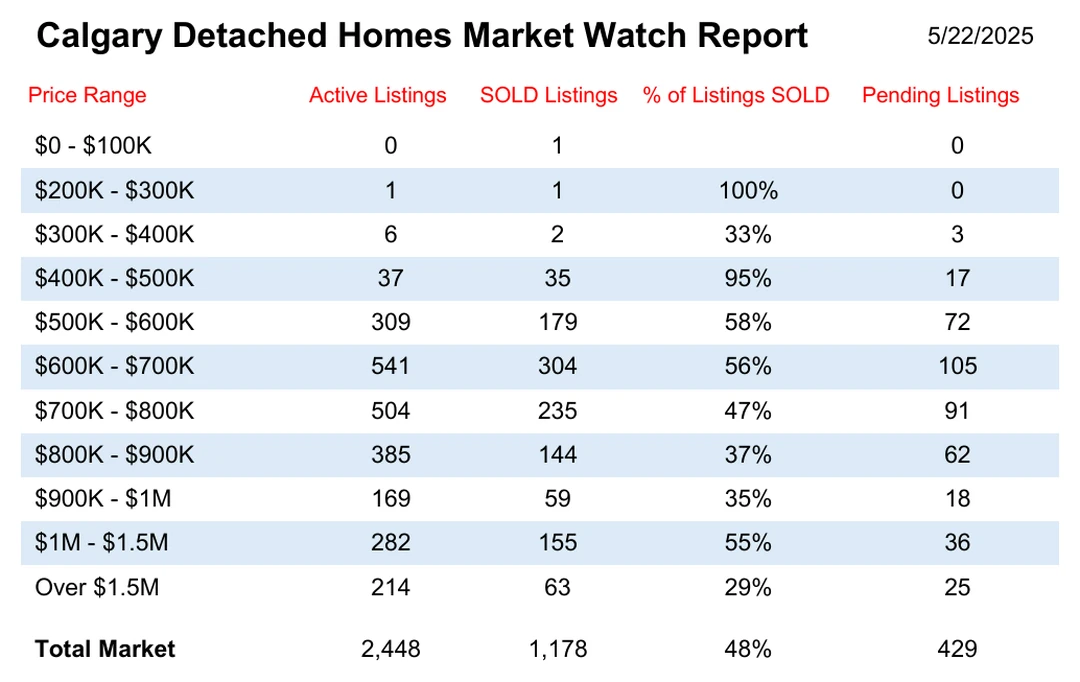 Calgary Detached Homes Market Watch Report 5/22/2025
Price Range Active Listings SOLD Listings % of Listings SOLD Pending Listings
$0 - $100K 0 1 0
$200K - $300K 1 1 100% 0
$300K - $400K 6 2 33% 3
$400K - $500K 37 35 95% 17
$500K - $600K 309 179 58% 72
$600K - $700K 541 304 56% 105
$700K - $800K 504 235 47% 91
$800K - $900K 385 144 37% 62
$900K - $1M 169 59 35% 18
$1M - $1.5M 282 155 55% 36
Over $1.5M 214 63 29% 25
Total Market 2,448 1,178 48% 429